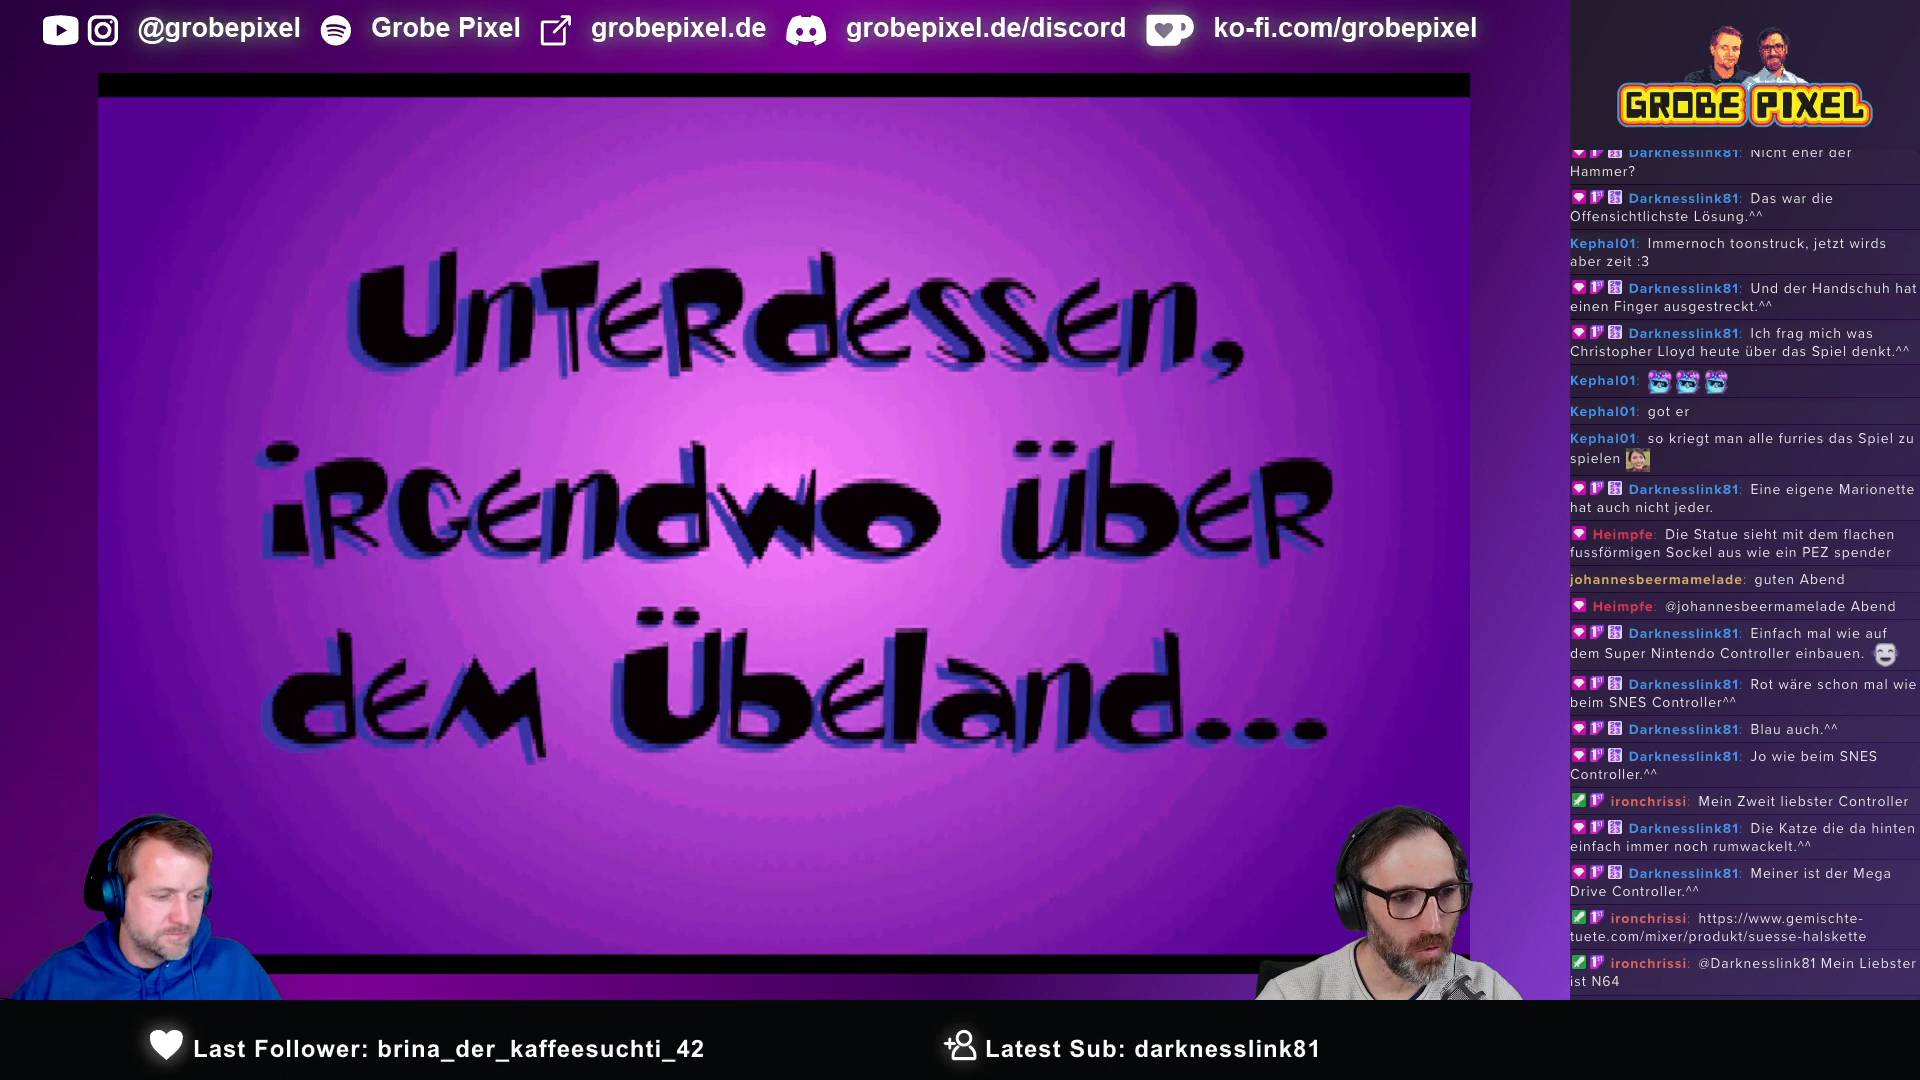 @grobepixel Grobe Pixel grobepixel.de grobepixel.de/discord ko-fi.com/grobepixel
GROBE PIXEL
Unterdessen,
irgendwo über
dem Übeland...
Darknesslink81: Nicht eher der
Hammer?
Darknesslink81: Das war die
Offensichtlichste Lösung.^^
Kephal01: Immernoch toonstruck, jetzt wirds
aber zeit :3
Darknesslink81: Und der Handschuh hat
einen Finger ausgestreckt.^^
Darknesslink81: Ich frag mich was
Christopher Lloyd heute über das Spiel denkt.^^
Kephal01:
Kephal01: got er
Kephal01: so kriegt man alle furries das Spiel zu
spielen
Darknesslink81: Eine eigene Marionette
hat auch nicht jeder.
Heimpfe: Die Statue sieht mit dem flachen
fussförmigen Sockel aus wie ein PEZ spender
johannesbeermamelade: guten Abend
Heimpfe: @johannesbeermamelade Abend
Darknesslink81: Einfach mal wie auf
dem Super Nintendo Controller einbauen.
Darknesslink81: Rot wäre schon mal wie
beim SNES Controller^^
Darknesslink81: Blau auch.^^
Darknesslink81: Jo wie beim SNES
Controller.^^
ironchrissi: Mein Zweit liebster Controller
Darknesslink81: Die Katze die da hinten
einfach immer noch rumwackelt.^^
Darknesslink81: Meiner ist der Mega
Drive Controller.^^
ironchrissi: https://www.gemischte-
tuete.com/mixer/produkt/suesse-halskette
ironchrissi: @Darknesslink81 Mein Liebster
ist N64
Last Follower: brina_der_kaffeesuchti_42
Latest Sub: darknesslink81